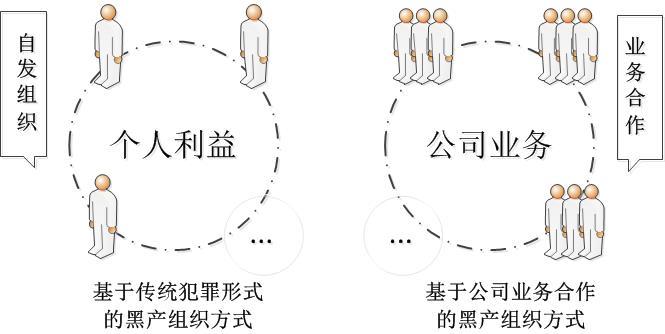 自发组织
个人利益
...
基于传统犯罪形式
的黑产组织方式
公司业务
...
业务合作
基于公司业务合作
的黑产组织方式